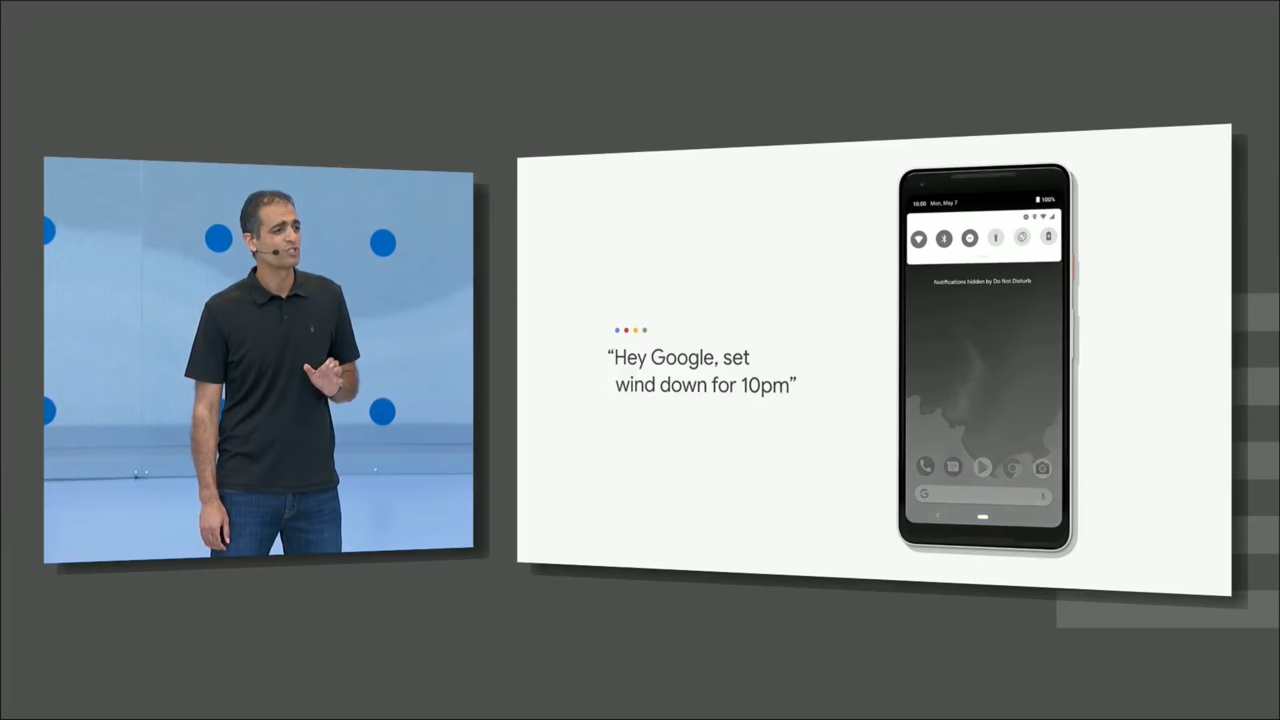 10:00 Mon, May 7 100%
Notifications hidden by Do Not Disturb
“Hey Google, set
wind down for 10pm”
G